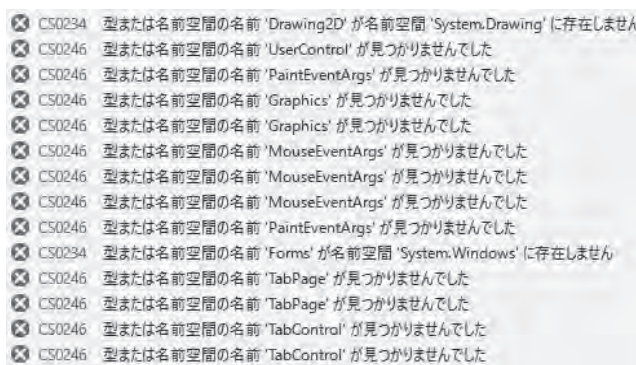 CS0234 型または名前空間の名前 'Drawing2D' が名前空間 'System.Drawing' に存在しません
CS0246 型または名前空間の名前 'UserControl' が見つかりませんでした
CS0246 型または名前空間の名前 'PaintEventArgs' が見つかりませんでした
CS0246 型または名前空間の名前 'Graphics' が見つかりませんでした
CS0246 型または名前空間の名前 'Graphics' が見つかりませんでした
CS0246 型または名前空間の名前 'MouseEventArgs' が見つかりませんでした
CS0246 型または名前空間の名前 'MouseEventArgs' が見つかりませんでした
CS0246 型または名前空間の名前 'MouseEventArgs' が見つかりませんでした
CS0246 型または名前空間の名前 'PaintEventArgs' が見つかりませんでした
CS0234 型または名前空間の名前 'Forms' が名前空間 'System.Windows' に存在しません
CS0246 型または名前空間の名前 'TabPage' が見つかりませんでした
CS0246 型または名前空間の名前 'TabPage' が見つかりませんでした
CS0246 型または名前空間の名前 'TabControl' が見つかりませんでした
CS0246 型または名前空間の名前 'TabControl' が見つかりませんでした